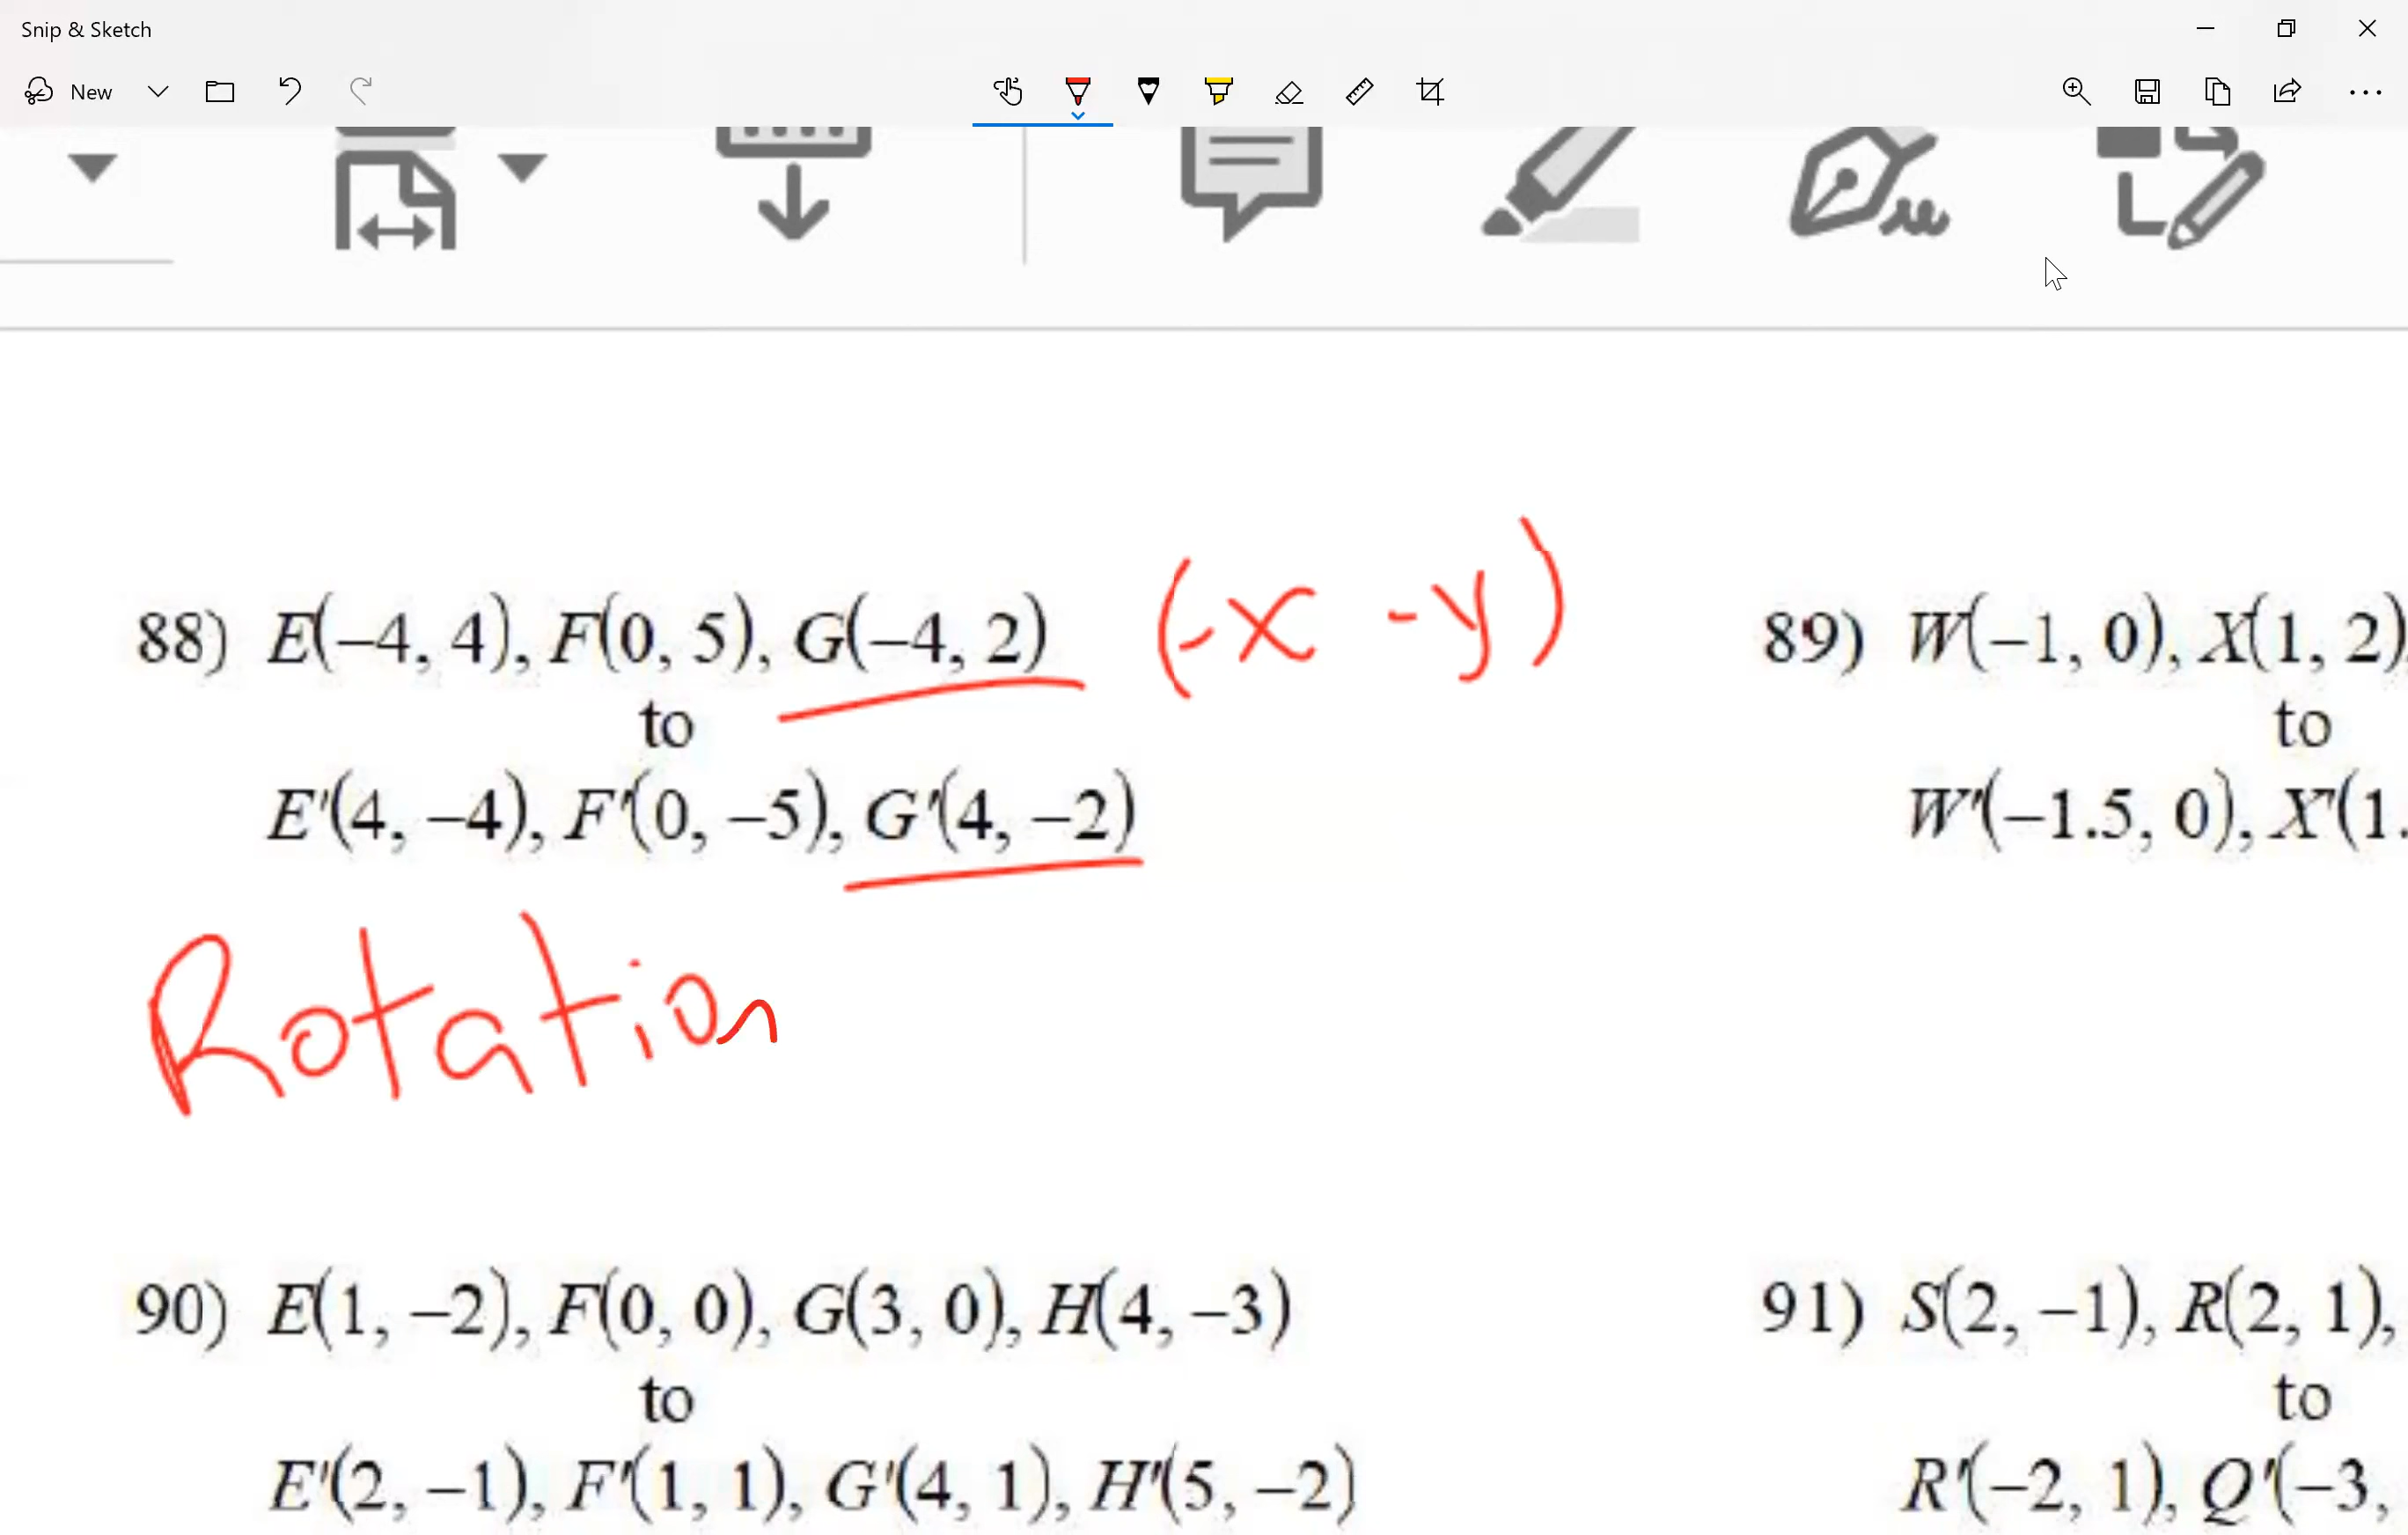 Snip & Sketch
New
88) E(−4, 4), F(0, 5), G(−4, 2) (-x -y)
to
E'(4, −4), F'(0, −5), G'(4, −2)
Rotation
89) W(−1, 0), X(1, 2),
to
W'(−1.5, 0), X'(1.
90) E(1, −2), F(0, 0), G(3, 0), H(4, −3)
to
E'(2, −1), F'(1, 1), G'(4, 1), H'(5, −2)
91) S(2, −1), R(2, 1),
to
R'(−2, 1), Q'(−3,